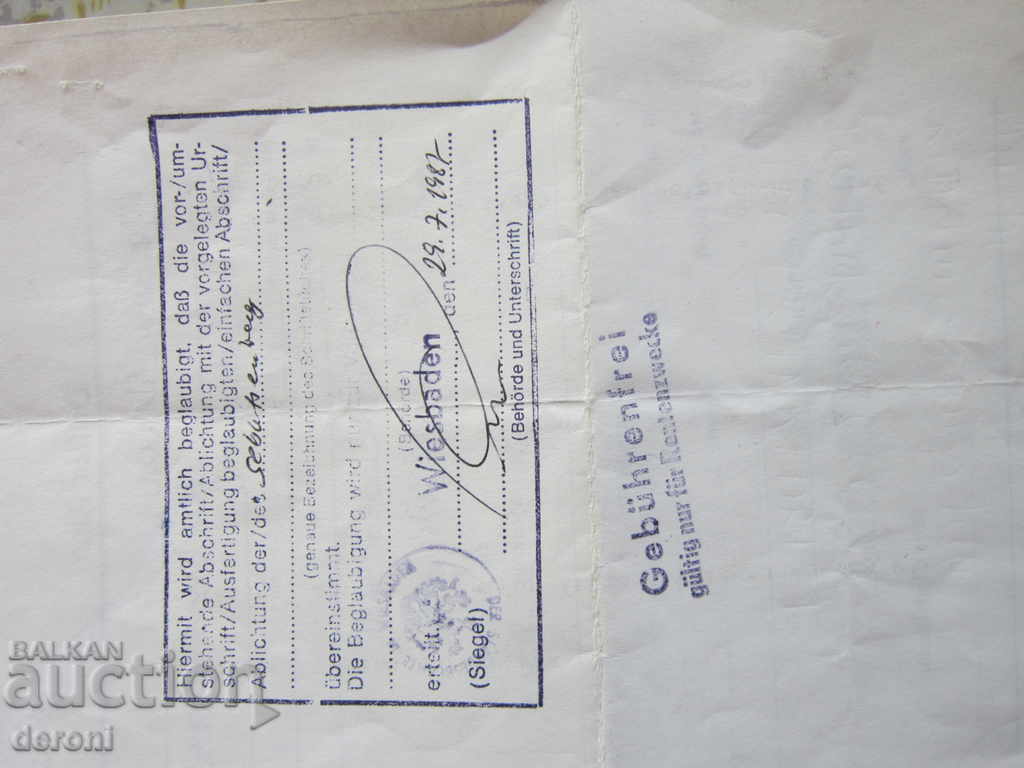 Hiermit wird amtlich beglaubigt, daß die vor-/um-
stehende Abschrift/Ablichtung mit der vorgelegten Ur-
schrift/Ausfertigung beglaubigten/einfachen Abschrift/
Ablichtung der/des
(genaue Bezeichnung des Schriftstückes)
übereinstimmt.
Die Beglaubigung wird nur zur
(Behörde)
erteilt.
Wiesbaden, den 29.7.1987
(Siegel)
(Behörde und Unterschrift)
Gebührenfrei
gültig nur für Rentenzwecke
BALKAN
auction
deroni